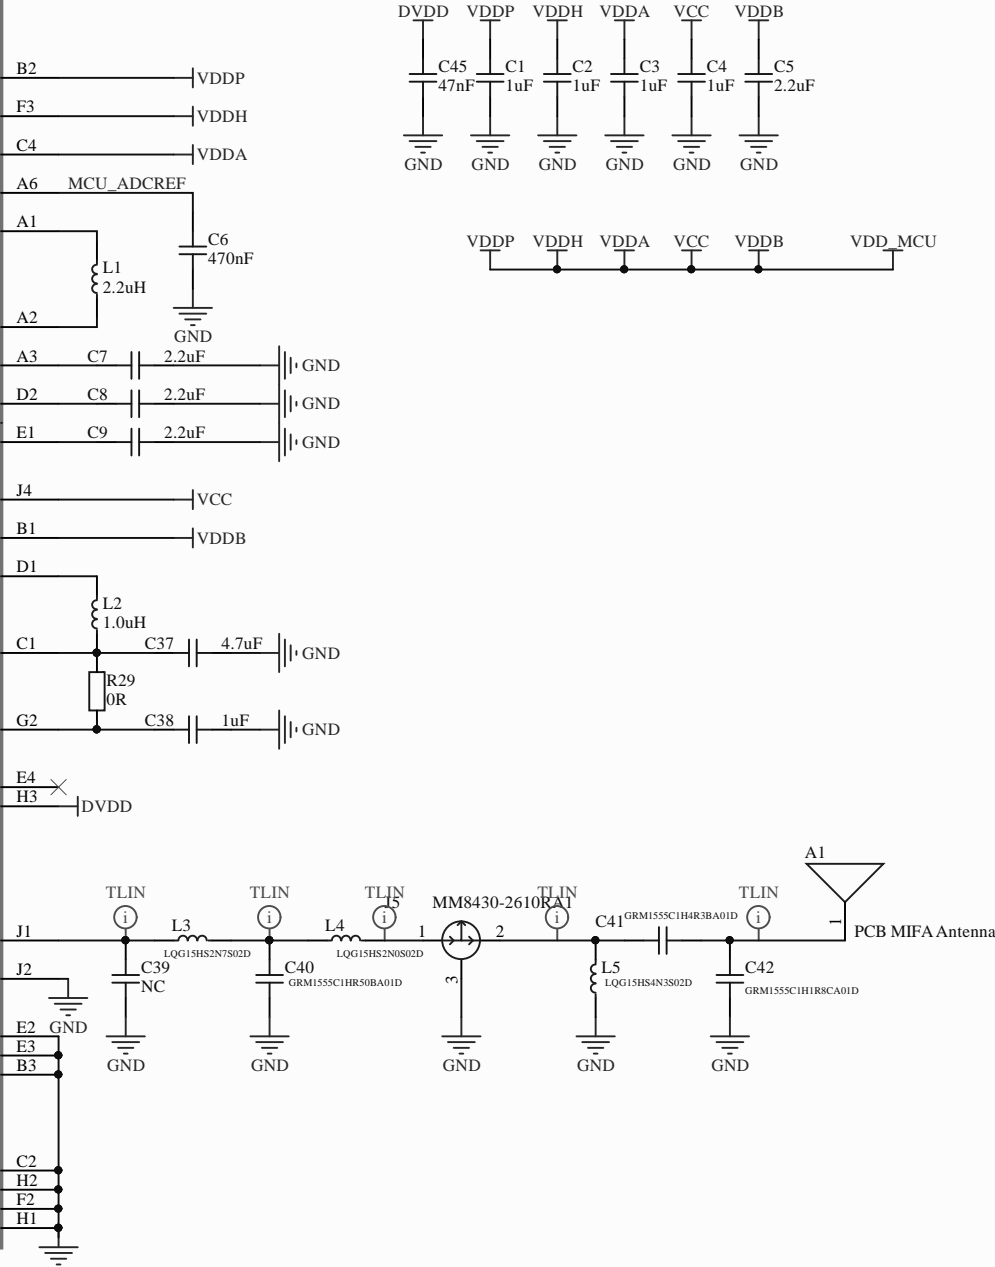 DVDD VDDP VDDH VDDA VCC VDDB
C45 C1 C2 C3 C4 C5
47nF 1uF 1uF 1uF 1uF 2.2uF
GND GND GND GND GND GND
B2 VDDP
F3 VDDH
C4 VDDA
A6 MCU_ADCREF
A1
C6
470nF
L1
2.2uH
A2
GND
VDDP VDDH VDDA VCC VDDB VDD_MCU
A3 C7 2.2uF GND
D2 C8 2.2uF GND
E1 C9 2.2uF GND
J4 VCC
B1 VDDB
D1
L2
1.0uH
C1 C37 4.7uF GND
R29
0R
G2 C38 1uF GND
E4
H3 DVDD
A1
TLIN TLIN TLIN TLIN TLIN
i i i i i
J5 MM8430-2610RA1
J1 L3 L4 1 2 C41 GRM1555C1H4R3BA01D 1 PCB MIFA Antenna
LQG15HS2N7S02D LQG15HS2N0S02D
J2 C39 C40 3 L5 C42
NC GRM1555C1HR50BA01D LQG15HS4N3S02D GRM1555C1H1R8CA01D
GND
GND GND GND GND GND
E2
E3
B3
C2
H2
F2
H1